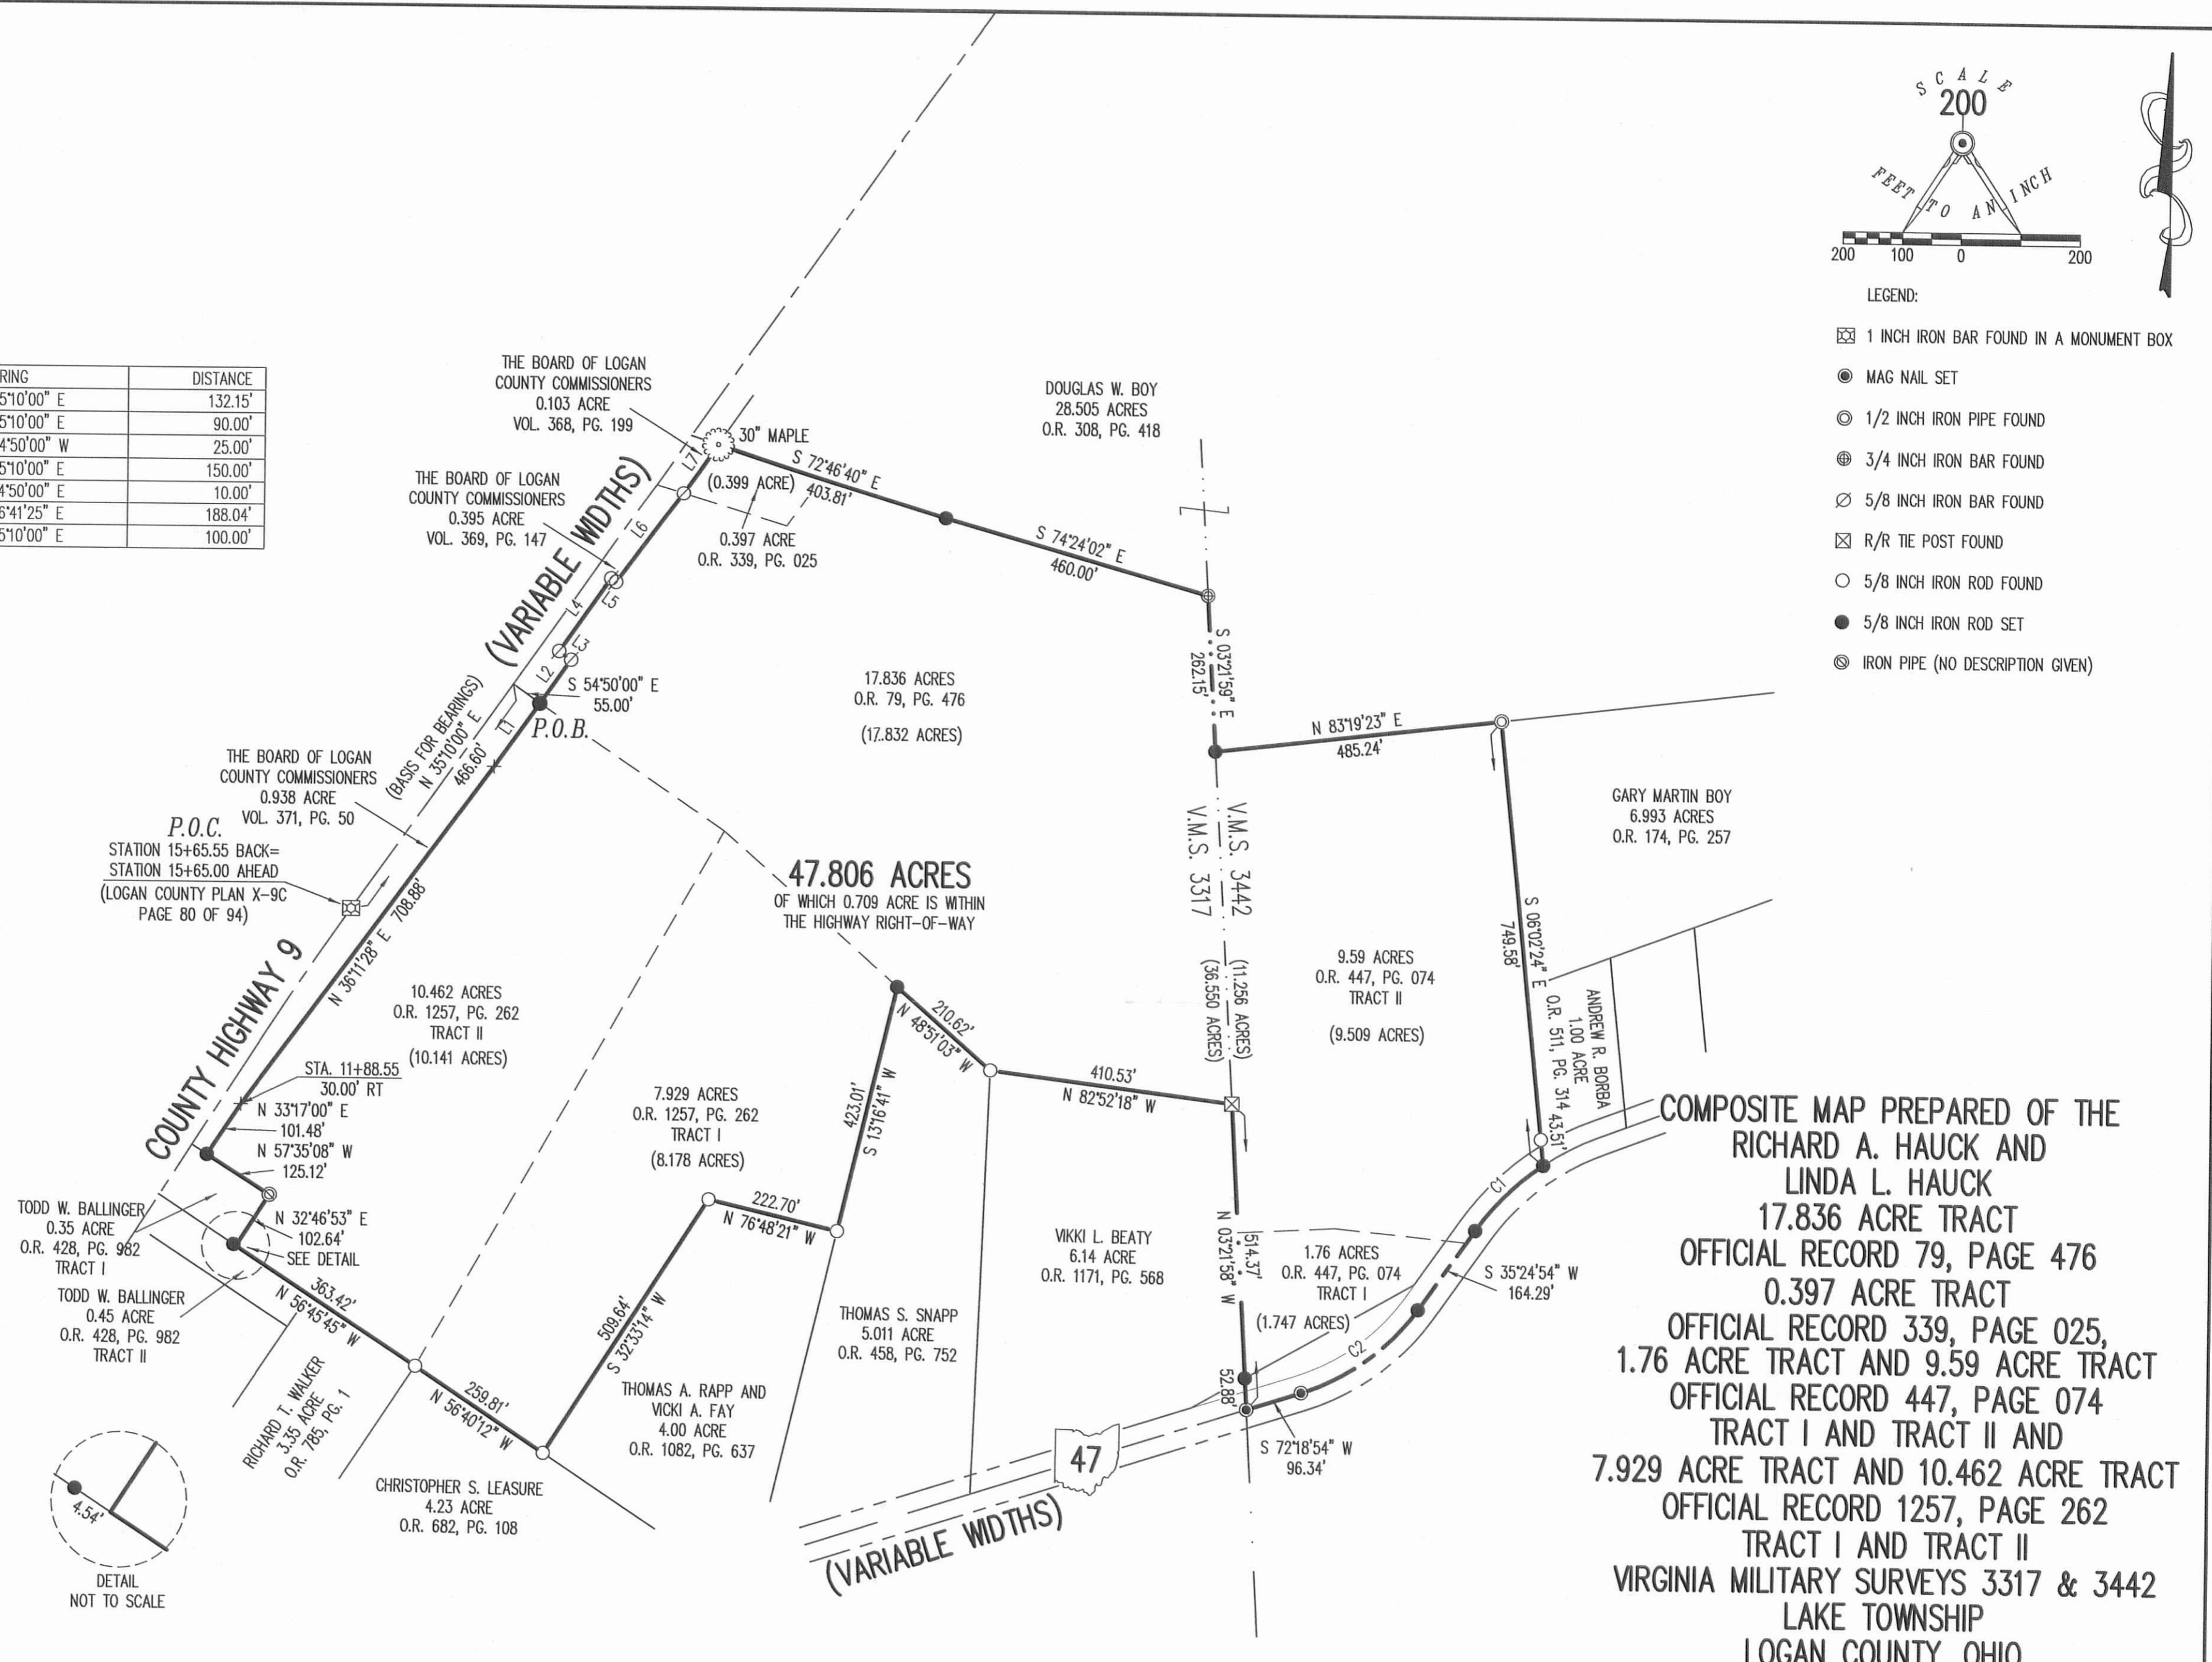 SCALE
200
FEET TO AN INCH
200 100 0 200
LEGEND:
1 INCH IRON BAR FOUND IN A MONUMENT BOX
MAG NAIL SET
1/2 INCH IRON PIPE FOUND
3/4 INCH IRON BAR FOUND
5/8 INCH IRON BAR FOUND
R/R TIE POST FOUND
5/8 INCH IRON ROD FOUND
5/8 INCH IRON ROD SET
IRON PIPE (NO DESCRIPTION GIVEN)
RING DISTANCE
5°10'00" E 132.15'
5°10'00" E 90.00'
4°50'00" W 25.00'
5°10'00" E 150.00'
4°50'00" E 10.00'
6°41'25" E 188.04'
5°10'00" E 100.00'
THE BOARD OF LOGAN
COUNTY COMMISSIONERS
0.103 ACRE
VOL. 368, PG. 199
THE BOARD OF LOGAN
COUNTY COMMISSIONERS
0.395 ACRE
VOL. 369, PG. 147
30" MAPLE
DOUGLAS W. BOY
28.505 ACRES
O.R. 308, PG. 418
S 72°46'40" E
403.81'
(0.399 ACRE)
0.397 ACRE
O.R. 339, PG. 025
S 74°24'02" E
460.00'
(VARIABLE WIDTHS)
L7
L6
L5
L4
L3
L2
L1
S 54°50'00" E
55.00'
P.O.B.
(BASIS FOR BEARINGS)
N 35°10'00" E
466.60'
17.836 ACRES
O.R. 79, PG. 476
(17.832 ACRES)
S 03°21'59" E
262.15'
N 83°19'23" E
485.24'
GARY MARTIN BOY
6.993 ACRES
O.R. 174, PG. 257
THE BOARD OF LOGAN
COUNTY COMMISSIONERS
0.938 ACRE
VOL. 371, PG. 50
P.O.C.
STATION 15+65.55 BACK=
STATION 15+65.00 AHEAD
(LOGAN COUNTY PLAN X-9C
PAGE 80 OF 94)
V.M.S. 3442
V.M.S. 3317
(11.256 ACRES)
(36.550 ACRES)
47.806 ACRES
OF WHICH 0.709 ACRE IS WITHIN
THE HIGHWAY RIGHT-OF-WAY
N 36°11'28" E 708.88'
COUNTY HIGHWAY 9
10.462 ACRES
O.R. 1257, PG. 262
TRACT II
(10.141 ACRES)
9.59 ACRES
O.R. 447, PG. 074
TRACT II
(9.509 ACRES)
S 06°02'24" E
749.58'
43.51'
ANDREW R. BORBA
1.00 ACRE
O.R. 511, PG. 314
210.62'
N 48°51'03" W
410.53'
N 82°52'18" W
STA. 11+88.55
30.00' RT
N 33°17'00" E
101.48'
N 57°35'08" W
125.12'
7.929 ACRES
O.R. 1257, PG. 262
TRACT I
(8.178 ACRES)
423.01'
S 13°16'41" W
222.70'
N 76°48'21" W
TODD W. BALLINGER
0.35 ACRE
O.R. 428, PG. 982
TRACT I
N 32°46'53" E
102.64'
SEE DETAIL
TODD W. BALLINGER
0.45 ACRE
O.R. 428, PG. 982
TRACT II
363.42'
N 56°45'45" W
509.64'
S 32°33'14" W
VIKKI L. BEATY
6.14 ACRE
O.R. 1171, PG. 568
N 03°21'58" W
514.37'
1.76 ACRES
O.R. 447, PG. 074
TRACT I
(1.747 ACRES)
C1
S 35°24'54" W
164.29'
C2
THOMAS S. SNAPP
5.011 ACRE
O.R. 458, PG. 752
52.88'
RICHARD T. WALKER
3.35 ACRE
O.R. 785, PG. 1
259.81'
N 56°40'12" W
THOMAS A. RAPP AND
VICKI A. FAY
4.00 ACRE
O.R. 1082, PG. 637
47
S 72°18'54" W
96.34'
CHRISTOPHER S. LEASURE
4.23 ACRE
O.R. 682, PG. 108
(VARIABLE WIDTHS)
4.54'
DETAIL
NOT TO SCALE
COMPOSITE MAP PREPARED OF THE
RICHARD A. HAUCK AND
LINDA L. HAUCK
17.836 ACRE TRACT
OFFICIAL RECORD 79, PAGE 476
0.397 ACRE TRACT
OFFICIAL RECORD 339, PAGE 025,
1.76 ACRE TRACT AND 9.59 ACRE TRACT
OFFICIAL RECORD 447, PAGE 074
TRACT I AND TRACT II AND
7.929 ACRE TRACT AND 10.462 ACRE TRACT
OFFICIAL RECORD 1257, PAGE 262
TRACT I AND TRACT II
VIRGINIA MILITARY SURVEYS 3317 & 3442
LAKE TOWNSHIP
LOGAN COUNTY, OHIO